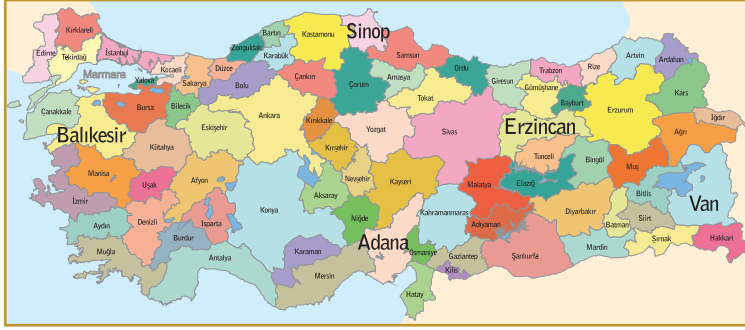 Kırklareli
Edirne
Tekirdağ
İstanbul
Marmara
Yalova
Kocaeli
Sakarya
Düzce
Zonguldak
Bartın
Karabük
Kastamonu
Sinop
Samsun
Ordu
Giresun
Trabzon
Rize
Artvin
Ardahan
Kars
Iğdır
Ağrı
Erzurum
Bayburt
Gümüşhane
Erzincan
Tokat
Amasya
Çorum
Çankırı
Bolu
Bilecik
Bursa
Çanakkale
Balıkesir
Kütahya
Eskişehir
Ankara
Kırıkkale
Kırşehir
Yozgat
Sivas
Tunceli
Bingöl
Muş
Bitlis
Van
Hakkari
Şırnak
Siirt
Batman
Mardin
Diyarbakır
Elazığ
Malatya
Adıyaman
Şanlıurfa
Gaziantep
Kilis
Kahramanmaraş
Osmaniye
Hatay
Adana
Kayseri
Nevşehir
Niğde
Aksaray
Konya
Karaman
Mersin
Antalya
Isparta
Burdur
Afyon
Uşak
Manisa
İzmir
Aydın
Denizli
Muğla